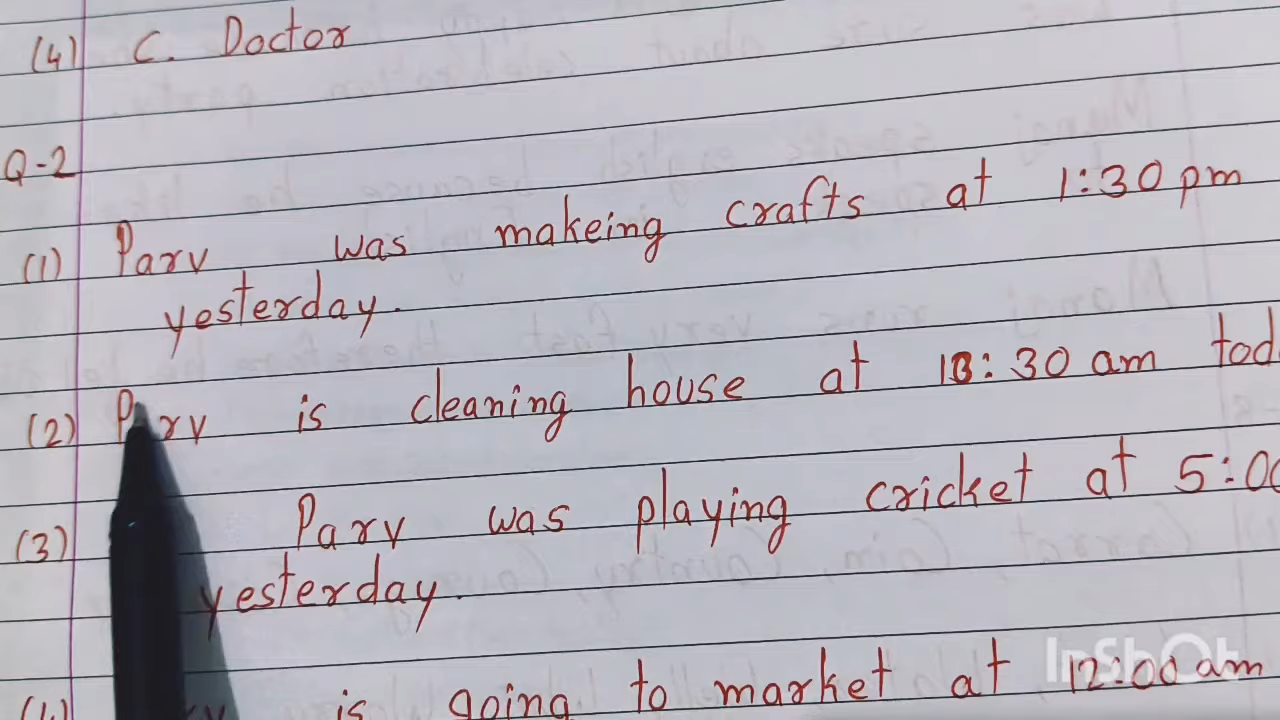 (4) C. Doctor
Q-2
(1) Parv was makeing crafts at 1:30 pm
yesterday.
(2) is cleaning house at 10:30 am tod
(3) Parv was playing cricket at 5:00
yesterday.
is going to market at 12:00 am
InShOt